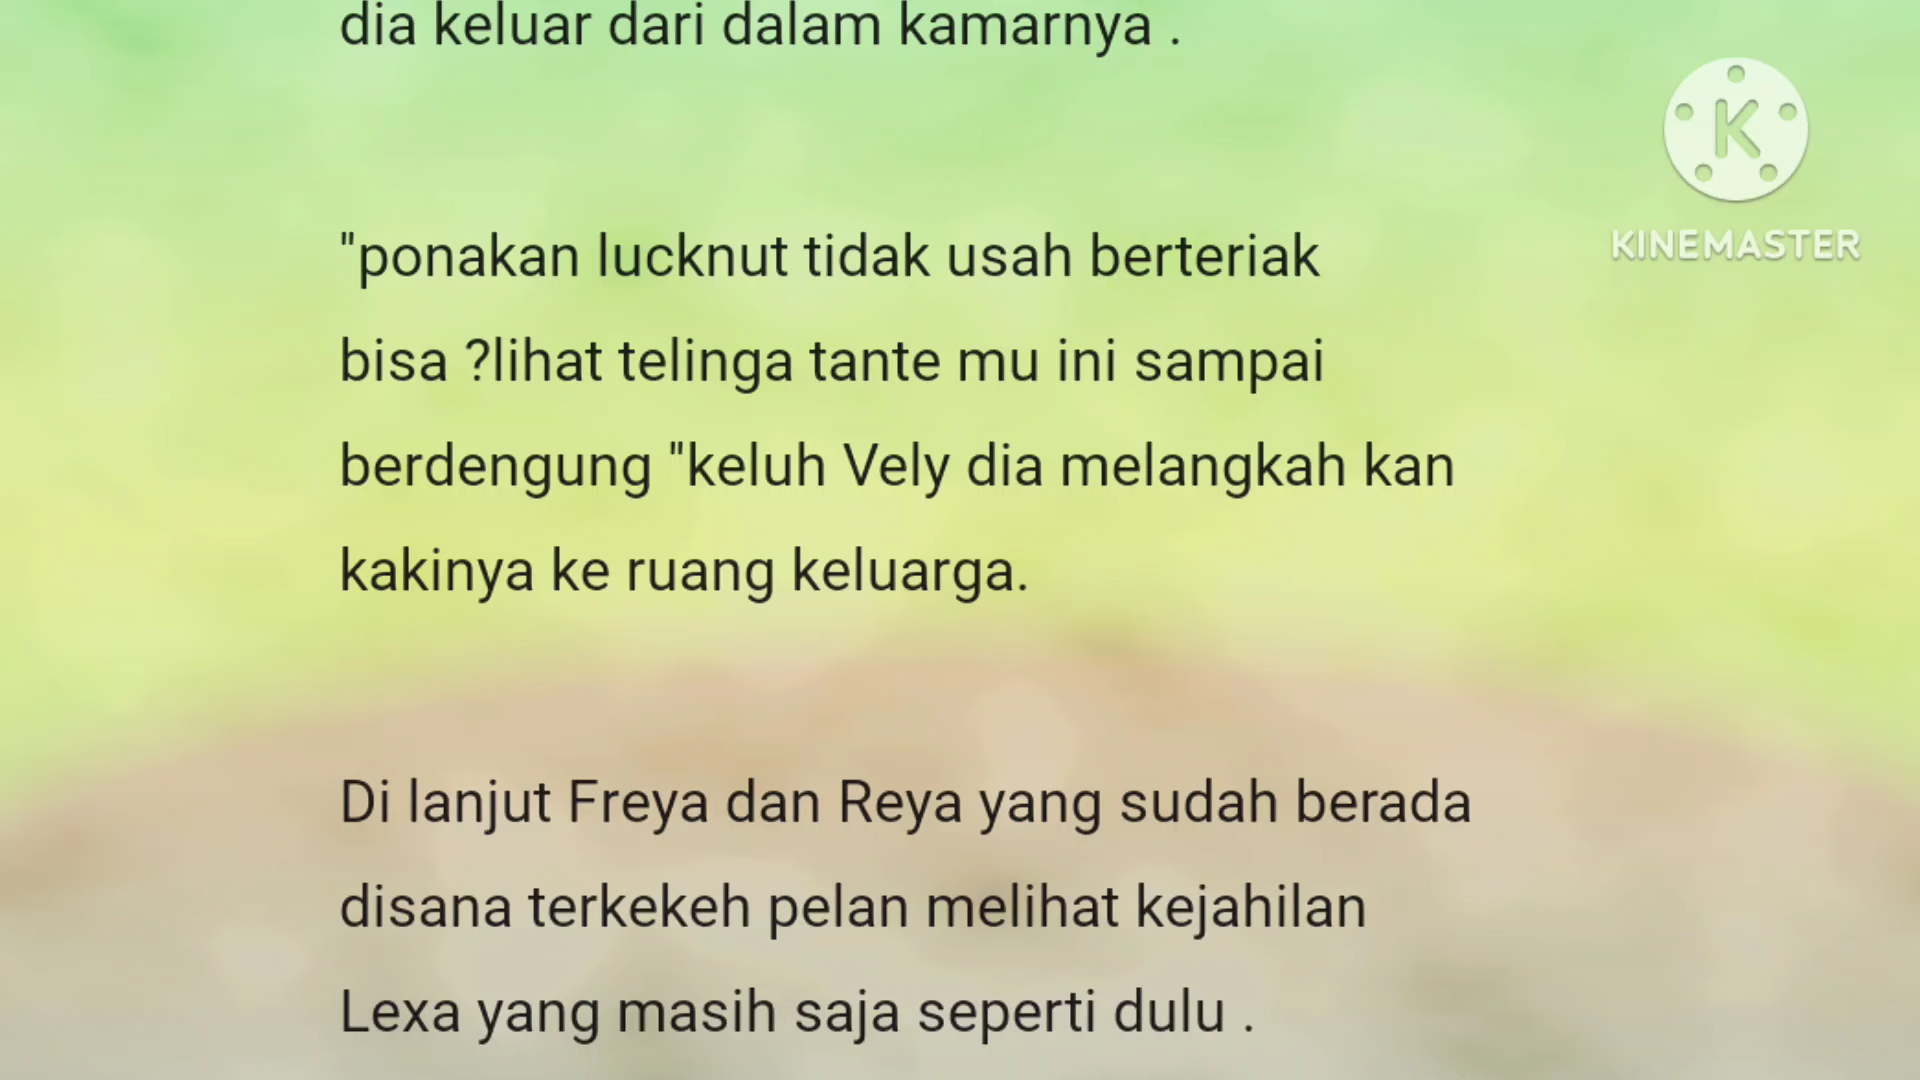 dia keluar dari dalam kamarnya .
KINEMASTER
"ponakan lucknut tidak usah berteriak
bisa ?lihat telinga tante mu ini sampai
berdengung "keluh Vely dia melangkah kan
kakinya ke ruang keluarga.
Di lanjut Freya dan Reya yang sudah berada
disana terkekeh pelan melihat kejahilan
Lexa yang masih saja seperti dulu .